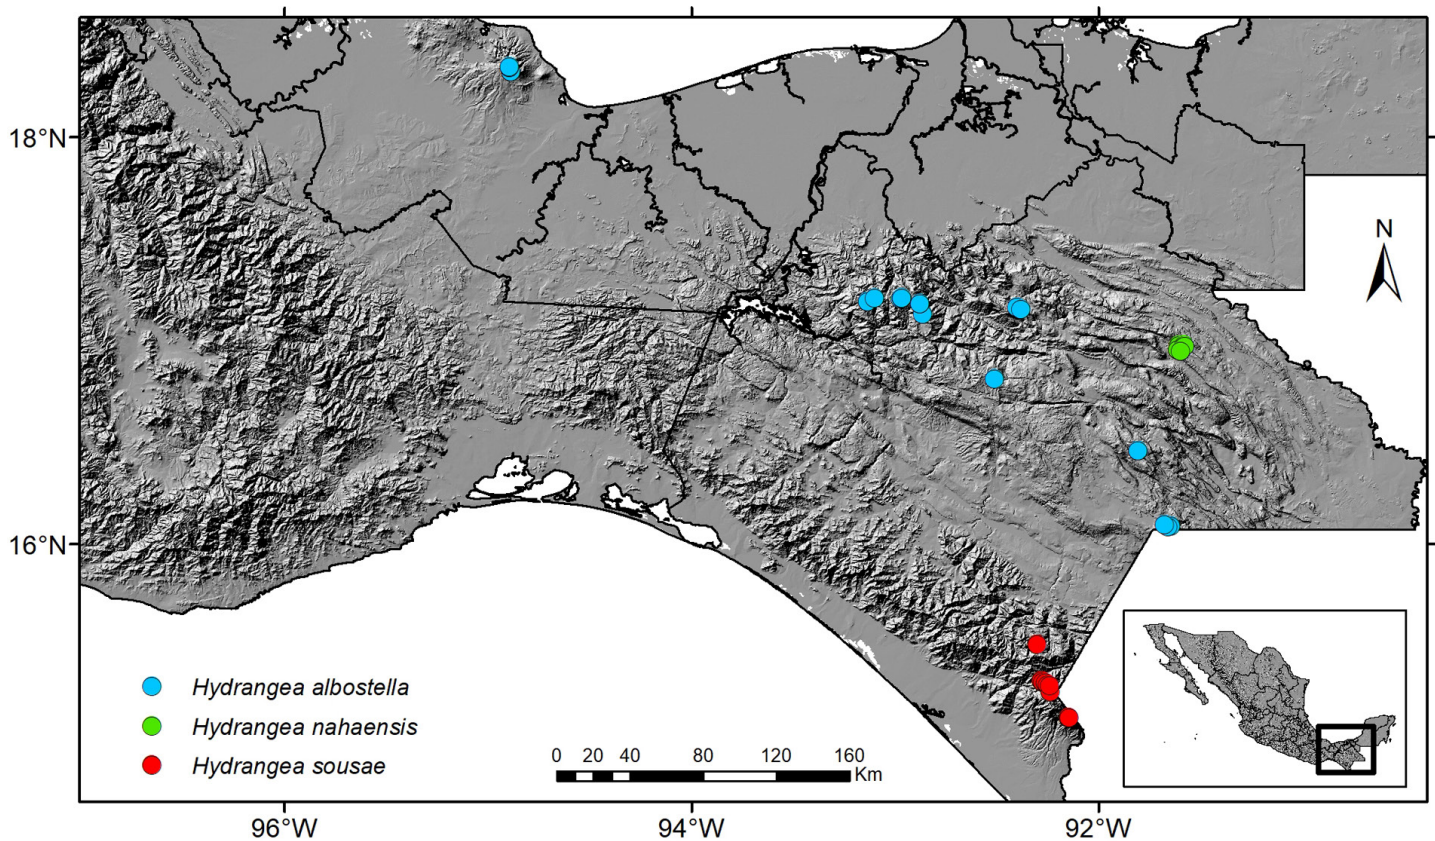 18°N
N
16°N
Hydrangea albostella
Hydrangea nahaensis
Hydrangea sousae
0 20 40 80 120 160
Km
96°W 94°W 92°W